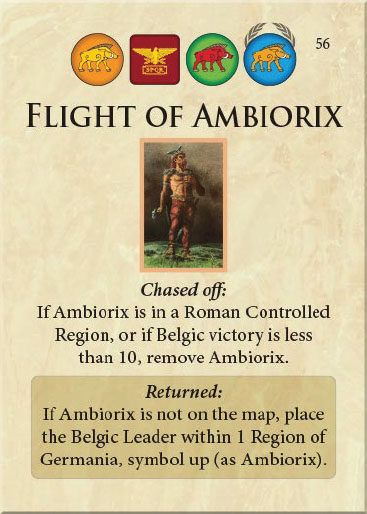 56
SPQR
FLIGHT OF AMBIORIX
Chased off:
If Ambiorix is in a Roman Controlled
Region, or if Belgic victory is less
than 10, remove Ambiorix.
Returned:
If Ambiorix is not on the map, place
the Belgic Leader within 1 Region of
Germania, symbol up (as Ambiorix).